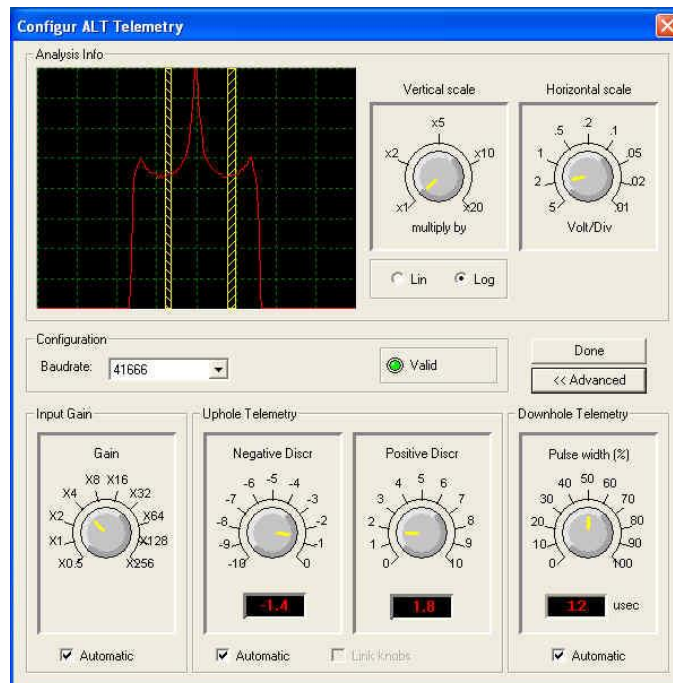 Configur ALT Telemetry
Analysis Info
Vertical scale
x1
x2
x5
x10
x20
multiply by
Lin
Log
Horizontal scale
5
2
1
.5
.2
.1
.05
.02
.01
Volt/Div
Configuration
Baudrate:
41666
Valid
Done
<< Advanced
Input Gain
Gain
X0.5
X1
X2
X4
X8
X16
X32
X64
X128
X256
Automatic
Uphole Telemetry
Negative Discr
-10
-9
-8
-7
-6
-5
-4
-3
-2
-1
0
-1.4
Automatic
Positive Discr
0
1
2
3
4
5
6
7
8
9
10
1.8
Link knobs
Downhole Telemetry
Pulse width (%)
0
10
20
30
40
50
60
70
80
90
100
12 usec
Automatic